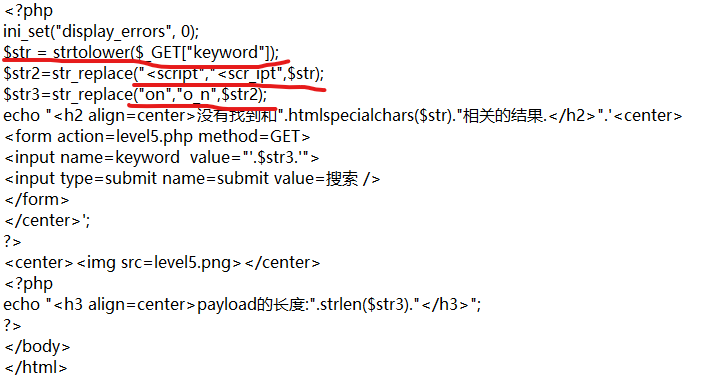 <?php
ini_set("display_errors", 0);
$str = strtolower($_GET["keyword"]);
$str2=str_replace("<script","<scr_ipt",$str);
$str3=str_replace("on","o_n",$str2);
echo "<h2 align=center>没有找到和".htmlspecialchars($str)."相关的结果.</h2>".'<center>
<form action=level5.php method=GET>
<input name=keyword  value="'.$str3.'">
<input type=submit name=submit value=搜索 />
</form>
</center>';
?>
<center><img src=level5.png></center>
<?php
echo "<h3 align=center>payload的长度:".strlen($str3)."</h3>";
?>
</body>
</html>